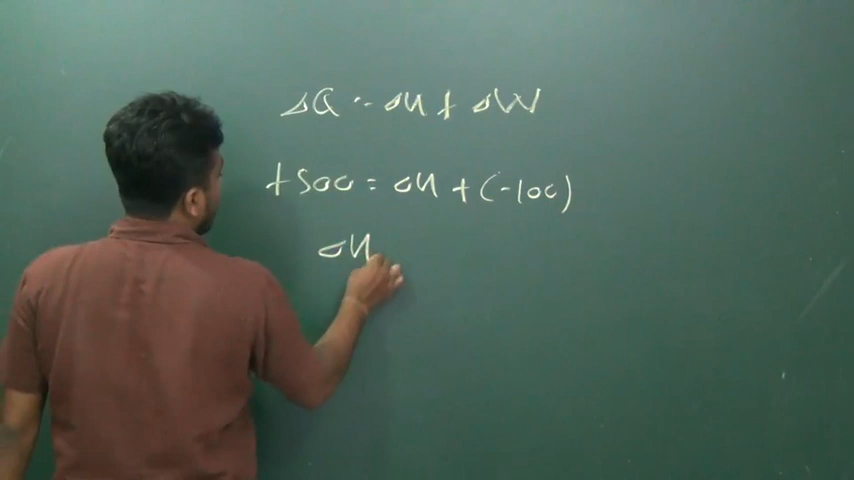 ΔQ = ΔU + ΔW
+500 = ΔU + (-100)
ΔU